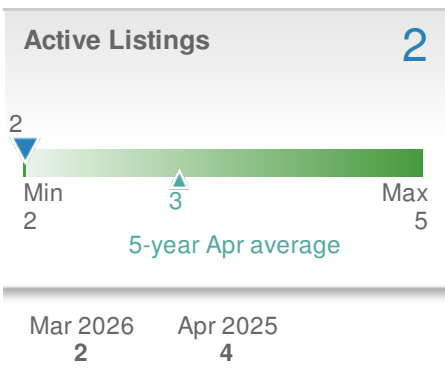 Active Listings 2
2
Min Max
3
2 5
5-year Apr average
Mar 2026 Apr 2025
2 4